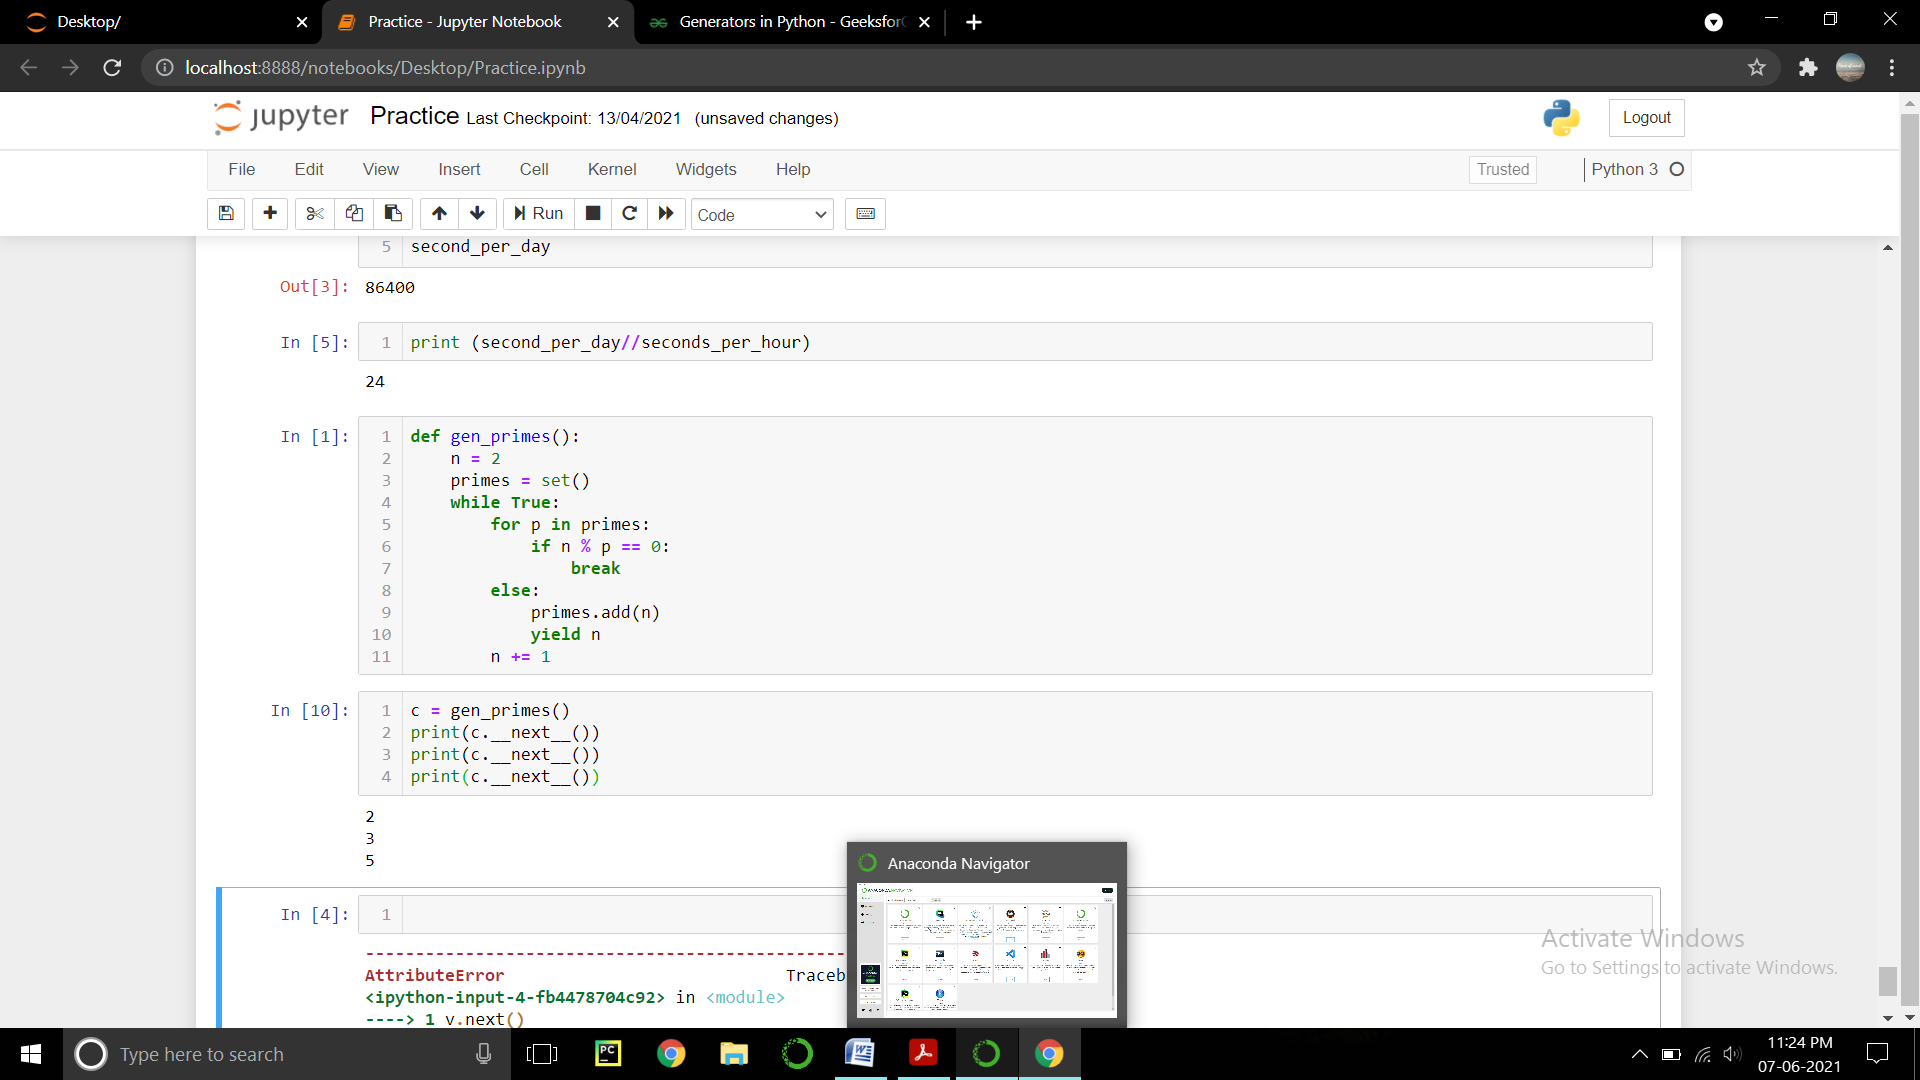 Desktop/
Practice - Jupyter Notebook
Generators in Python - Geeksfor
localhost:8888/notebooks/Desktop/Practice.ipynb
jupyter Practice Last Checkpoint: 13/04/2021 (unsaved changes)
Logout
File Edit View Insert Cell Kernel Widgets Help
Trusted
Python 3
Run
Code
5 second_per_day
Out[3]: 86400
In [5]: 1 print (second_per_day//seconds_per_hour)
24
In [1]: 1 def gen_primes():
2     n = 2
3     primes = set()
4     while True:
5         for p in primes:
6             if n % p == 0:
7                 break
8         else:
9             primes.add(n)
10             yield n
11         n += 1
In [10]: 1 c = gen_primes()
2 print(c.__next__())
3 print(c.__next__())
4 print(c.__next__())
2
3
5
Anaconda Navigator
In [4]: 1
---------------------------------------------
AttributeError Traceb
<ipython-input-4-fb4478704c92> in <module>
----> 1 v.next()
Activate Windows
Go to Settings to activate Windows.
Type here to search
PC
11:24 PM
07-06-2021